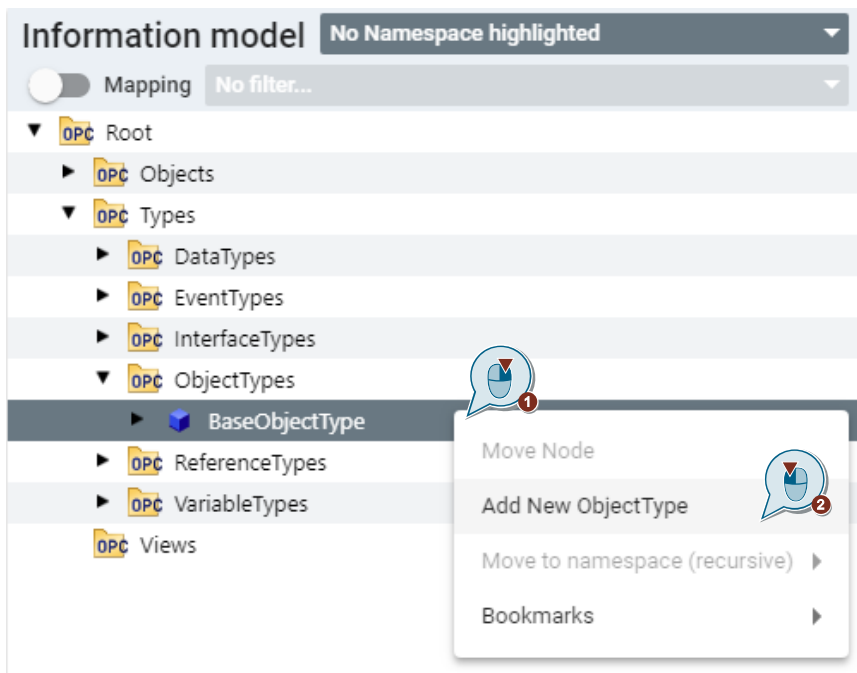 Information model No Namespace highlighted
Mapping No filter...
OPC Root
OPC Objects
OPC Types
OPC DataTypes
OPC EventTypes
OPC InterfaceTypes
OPC ObjectTypes
1
BaseObjectType
Move Node
OPC ReferenceTypes
Add New ObjectType
2
OPC VariableTypes
OPC Views
Move to namespace (recursive)
Bookmarks